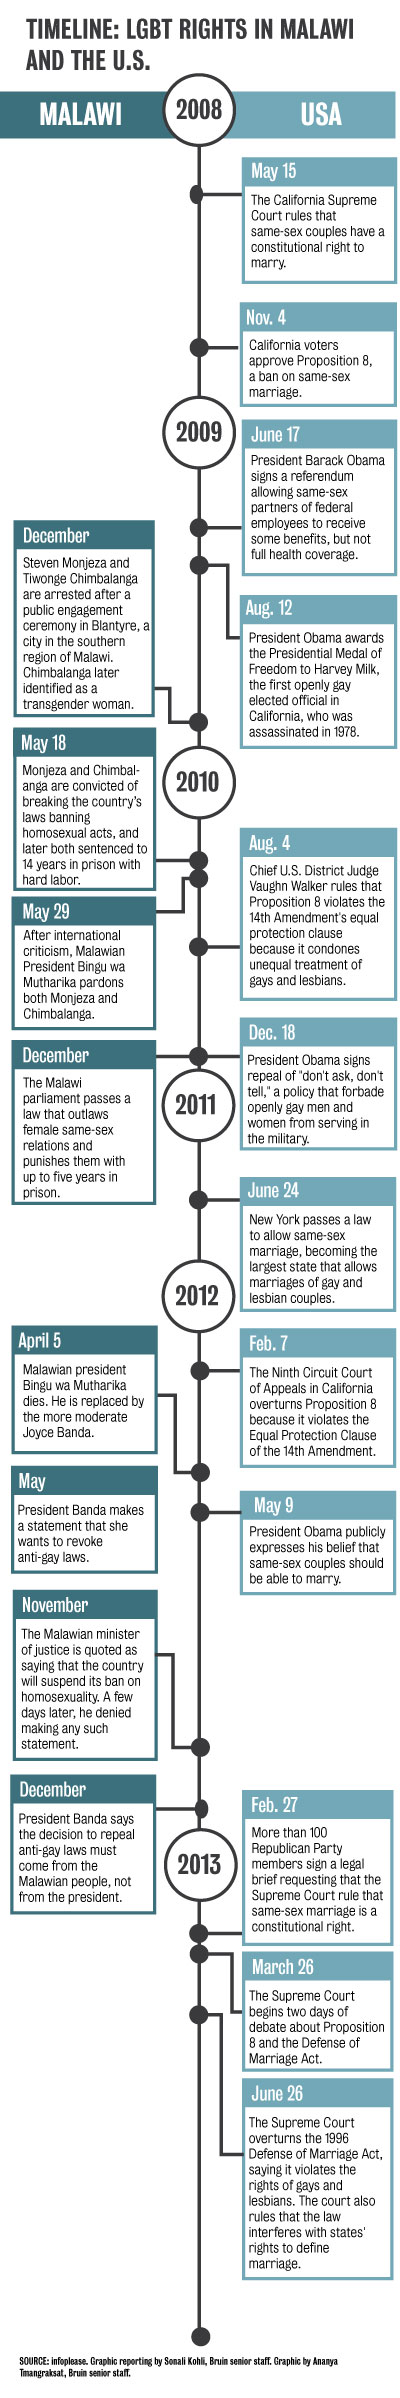 TIMELINE: LGBT RIGHTS IN MALAWI
AND THE U.S.
MALAWI
2008
USA
May 15
The California Supreme
Court rules that
same-sex couples have a
constitutional right to
marry.
Nov. 4
California voters
approve Proposition 8,
a ban on same-sex
marriage.
2009
June 17
President Barack Obama
signs a referendum
allowing same-sex
partners of federal
employees to receive
some benefits, but not
full health coverage.
December
Steven Monjeza and
Tiwonge Chimbalanga
are arrested after a
public engagement
ceremony in Blantyre, a
city in the southern
region of Malawi.
Chimbalanga later
identified as a
transgender woman.
Aug. 12
President Obama awards
the Presidential Medal of
Freedom to Harvey Milk,
the first openly gay
elected official in
California, who was
assassinated in 1978.
2010
May 18
Monjeza and Chimbal-
anga are convicted of
breaking the country's
laws banning
homosexual acts, and
later both sentenced to
14 years in prison with
hard labor.
Aug. 4
Chief U.S. District Judge
Vaughn Walker rules that
Proposition 8 violates the
14th Amendment's equal
protection clause
because it condones
unequal treatment of
gays and lesbians.
May 29
After international
criticism, Malawian
President Bingu wa
Mutharika pardons
both Monjeza and
Chimbalanga.
December
The Malawi
parliament passes a
law that outlaws
female same-sex
relations and
punishes them with
up to five years in
prison.
Dec. 18
President Obama signs
repeal of "don't ask, don't
tell," a policy that forbade
openly gay men and
women from serving in
the military.
2011
June 24
New York passes a law
to allow same-sex
marriage, becoming the
largest state that allows
marriages of gay and
lesbian couples.
2012
April 5
Malawian president
Bingu wa Mutharika
dies. He is replaced by
the more moderate
Joyce Banda.
Feb. 7
The Ninth Circuit Court
of Appeals in California
overturns Proposition 8
because it violates the
Equal Protection Clause
of the 14th Amendment.
May
President Banda makes
a statement that she
wants to revoke
anti-gay laws.
May 9
President Obama publicly
expresses his belief that
same-sex couples should
be able to marry.
November
The Malawian minister
of justice is quoted as
saying that the country
will suspend its ban on
homosexuality. A few
days later, he denied
making any such
statement.
December
President Banda says
the decision to repeal
anti-gay laws must
come from the
Malawian people, not
from the president.
2013
Feb. 27
More than 100
Republican Party
members sign a legal
brief requesting that the
Supreme Court rule that
same-sex marriage is a
constitutional right.
March 26
The Supreme Court
begins two days of
debate about Proposition
8 and the Defense of
Marriage Act.
June 26
The Supreme Court
overturns the 1996
Defense of Marriage Act,
saying it violates the
rights of gays and
lesbians. The court also
rules that the law
interferes with states'
rights to define
marriage.
SOURCE: infoplease. Graphic reporting by Sonali Kohli, Bruin senior staff. Graphic by Ananya
Tmangraksat, Bruin senior staff.